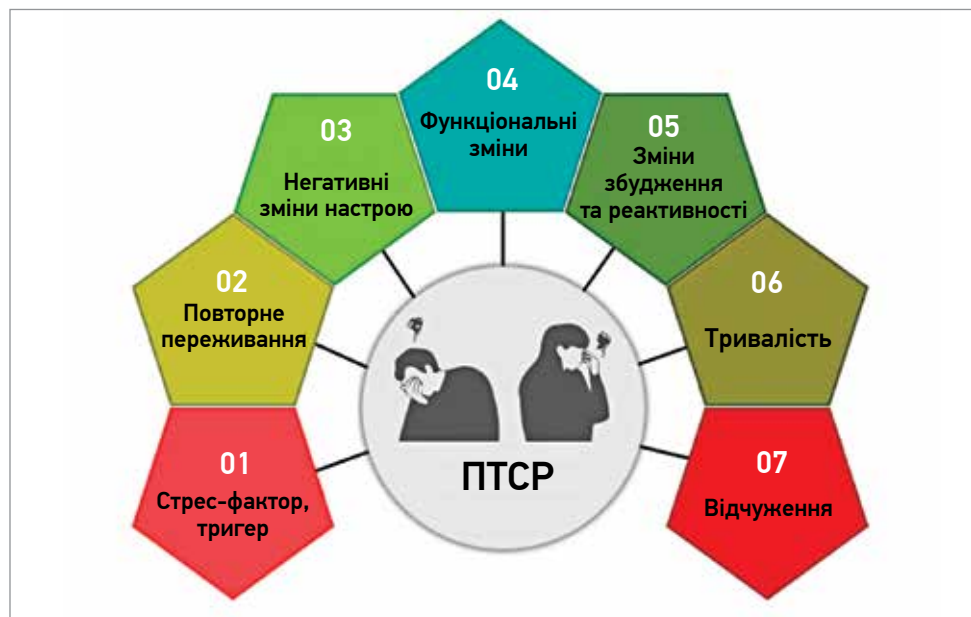 01
Стрес-фактор,
тригер
02
Повторне
переживання
03
Негативні
зміни настрою
04
Функціональні
зміни
05
Зміни
збудження
та реактивності
06
Тривалість
07
Відчуження
ПТСР